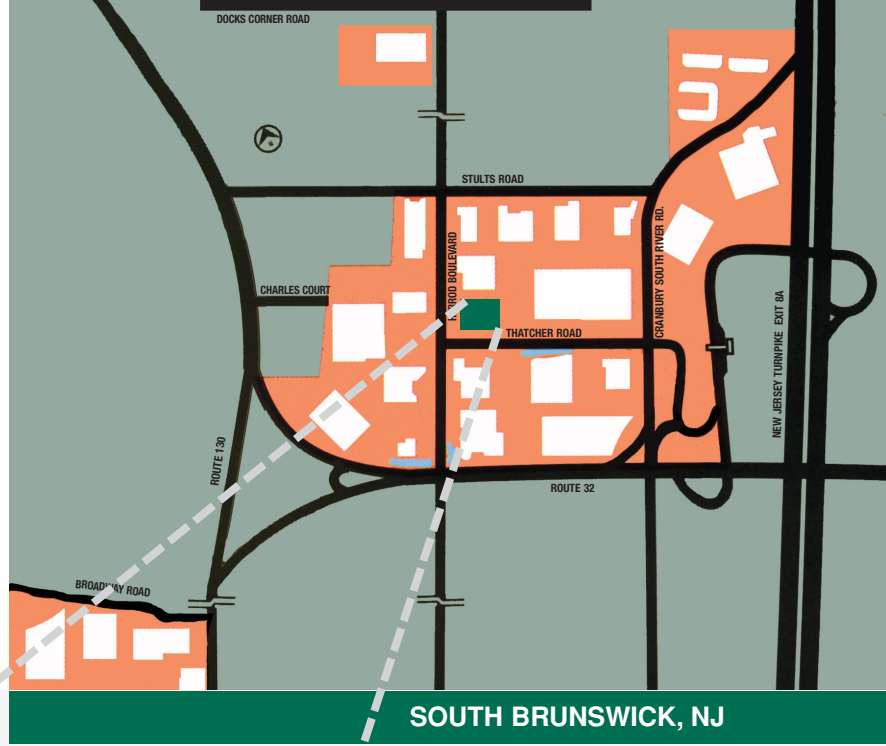 DOCKS CORNER ROAD
STULTS ROAD
CHARLES COURT
BOULEVARD
CRANBURY SOUTH RIVER RD.
THATCHER ROAD
NEW JERSEY TURNPIKE EXIT 8A
ROUTE 130
ROUTE 32
BROADWAY ROAD
SOUTH BRUNSWICK, NJ